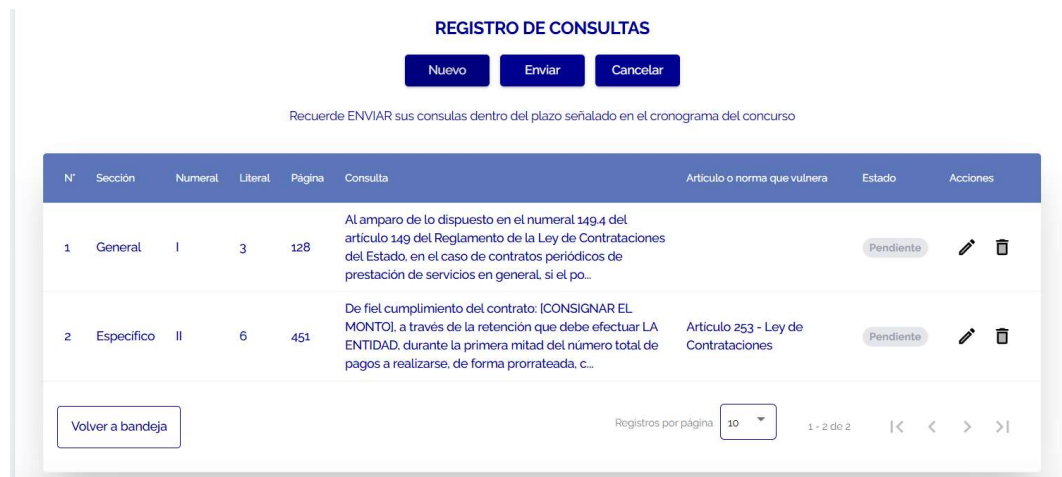 REGISTRO DE CONSULTAS
Nuevo Enviar Cancelar
Recuerde ENVIAR sus consulas dentro del plazo señalado en el cronograma del concurso
N° Sección Numeral Literal Página Consulta Artículo o norma que vulnera Estado Acciones
Al amparo de lo dispuesto en el numeral 149.4 del
artículo 149 del Reglamento de la Ley de Contrataciones
1 General I 3 128 del Estado, en el caso de contratos periódicos de Pendiente
prestación de servicios en general, si el po...
De fiel cumplimiento del contrato: [CONSIGNAR EL
MONTO], a través de la retención que debe efectuar LA Artículo 253 - Ley de
2 Específico II 6 451 ENTIDAD, durante la primera mitad del número total de Contrataciones Pendiente
pagos a realizarse, de forma prorrateada, c...
Volver a bandeja Registros por página 10 1 - 2 de 2